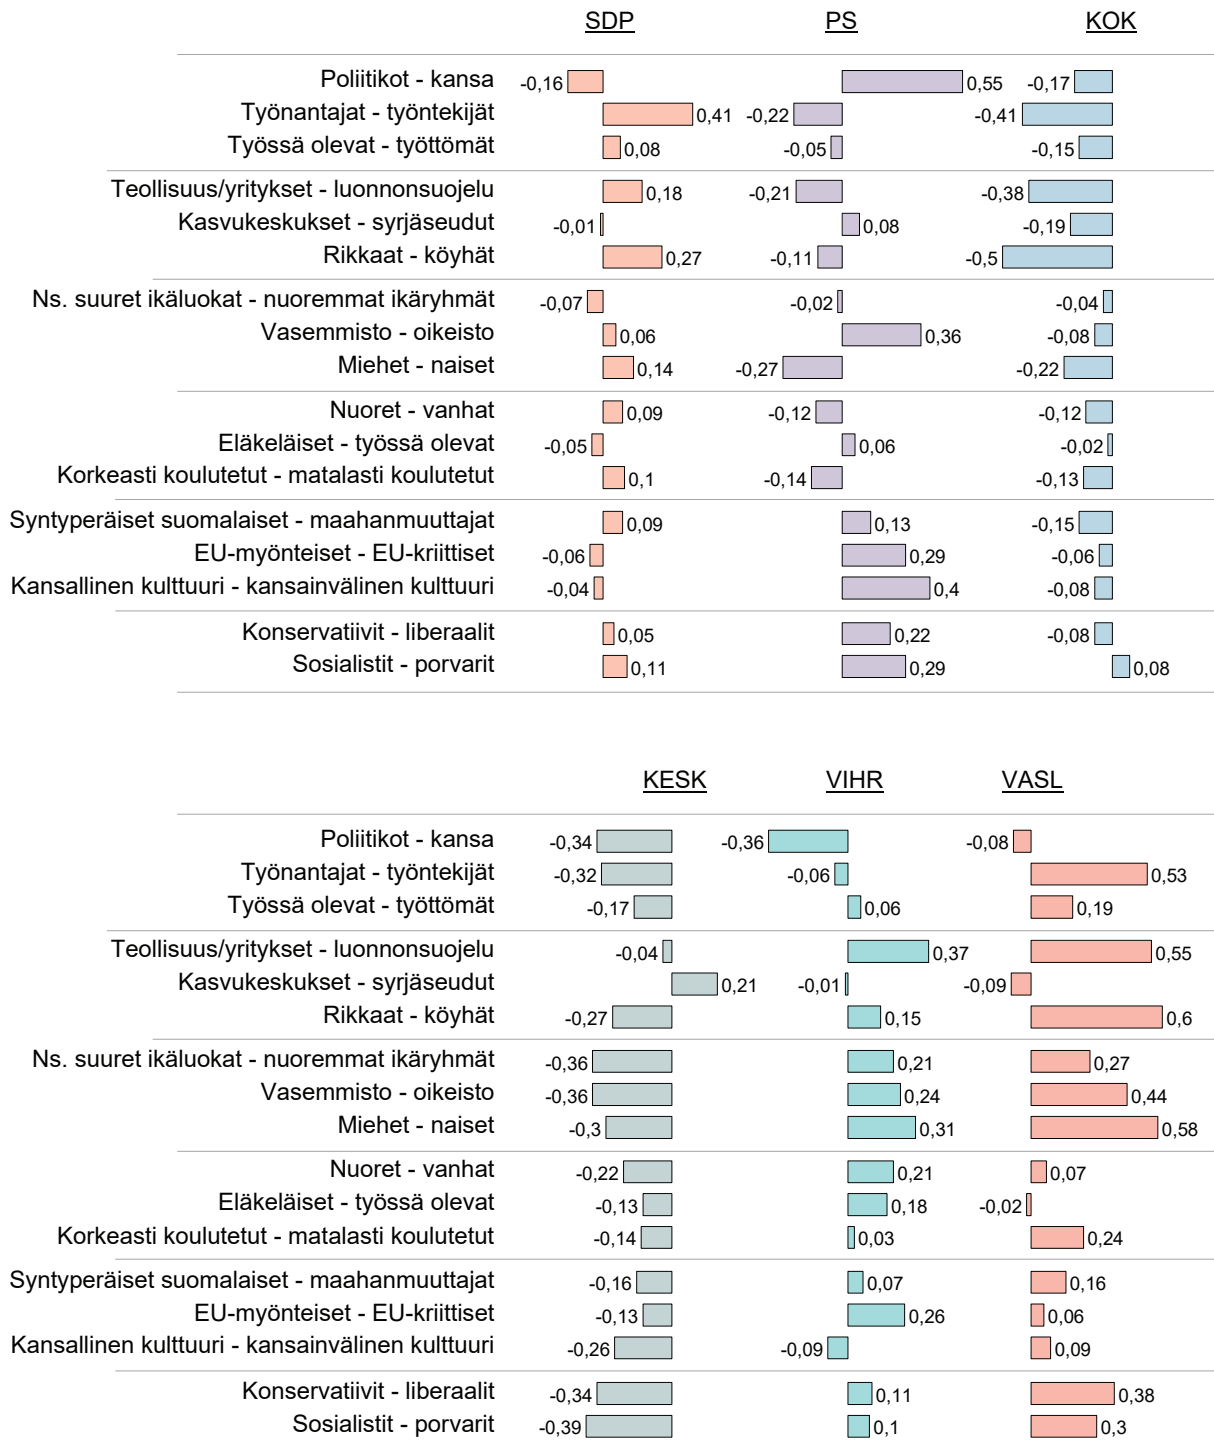 SDP PS KOK
Poliitikot - kansa -0,16 0,55 -0,17
Työnantajat - työntekijät 0,41 -0,22 -0,41
Työssä olevat - työttömät 0,08 -0,05 -0,15
Teollisuus/yritykset - luonnonsuojelu 0,18 -0,21 -0,38
Kasvukeskukset - syrjäseudut -0,01 0,08 -0,19
Rikkaat - köyhät 0,27 -0,11 -0,5
Ns. suuret ikäluokat - nuoremmat ikäryhmät -0,07 -0,02 -0,04
Vasemmisto - oikeisto 0,06 0,36 -0,08
Miehet - naiset 0,14 -0,27 -0,22
Nuoret - vanhat 0,09 -0,12 -0,12
Eläkeläiset - työssä olevat -0,05 0,06 -0,02
Korkeasti koulutetut - matalasti koulutetut 0,1 -0,14 -0,13
Syntyperäiset suomalaiset - maahanmuuttajat 0,09 0,13 -0,15
EU-myönteiset - EU-kriittiset -0,06 0,29 -0,06
Kansallinen kulttuuri - kansainvälinen kulttuuri -0,04 0,4 -0,08
Konservatiivit - liberaalit 0,05 0,22 -0,08
Sosialistit - porvarit 0,11 0,29 0,08
KESK VIHR VASL
Poliitikot - kansa -0,34 -0,36 -0,08
Työnantajat - työntekijät -0,32 -0,06 0,53
Työssä olevat - työttömät -0,17 0,06 0,19
Teollisuus/yritykset - luonnonsuojelu -0,04 0,37 0,55
Kasvukeskukset - syrjäseudut 0,21 -0,01 -0,09
Rikkaat - köyhät -0,27 0,15 0,6
Ns. suuret ikäluokat - nuoremmat ikäryhmät -0,36 0,21 0,27
Vasemmisto - oikeisto -0,36 0,24 0,44
Miehet - naiset -0,3 0,31 0,58
Nuoret - vanhat -0,22 0,21 0,07
Eläkeläiset - työssä olevat -0,13 0,18 -0,02
Korkeasti koulutetut - matalasti koulutetut -0,14 0,03 0,24
Syntyperäiset suomalaiset - maahanmuuttajat -0,16 0,07 0,16
EU-myönteiset - EU-kriittiset -0,13 0,26 0,06
Kansallinen kulttuuri - kansainvälinen kulttuuri -0,26 -0,09 0,09
Konservatiivit - liberaalit -0,34 0,11 0,38
Sosialistit - porvarit -0,39 0,1 0,3